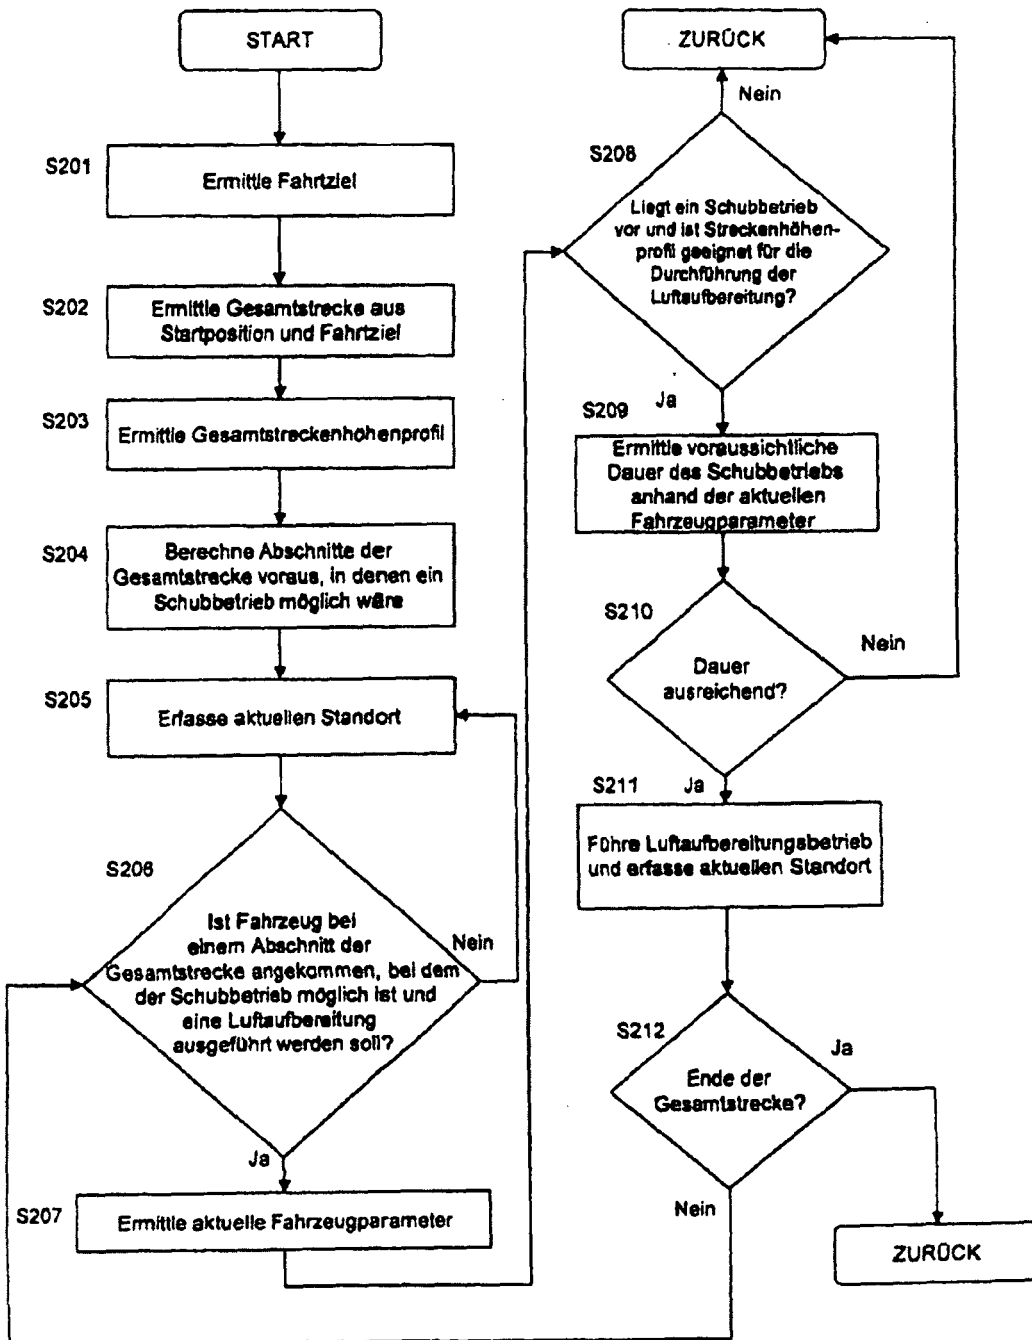 START
S201
Ermittle Fahrtziel
S202
Ermittle Gesamtstrecke aus
Startposition und Fahrtziel
S203
Ermittle Gesamtstreckenhöhenprofil
S204
Berechne Abschnitte der
Gesamtstrecke voraus, in denen ein
Schubbetrieb möglich wäre
S205
Erfasse aktuellen Standort
S206
Ist Fahrzeug bei
einem Abschnitt der
Gesamtstrecke angekommen, bei dem
der Schubbetrieb möglich ist und
eine Luftaufbereitung
ausgeführt werden soll?
Nein
Ja
S207
Ermittle aktuelle Fahrzeugparameter
ZURÜCK
Nein
S208
Liegt ein Schubbetrieb
vor und ist Streckenhöhen-
profil geeignet für die
Durchführung der
Luftaufbereitung?
Ja
S209
Ermittle voraussichtliche
Dauer des Schubbetriebs
anhand der aktuellen
Fahrzeugparameter
S210
Dauer
ausreichend?
Nein
Ja
S211
Führe Luftaufbereitungsbetrieb
und erfasse aktuellen Standort
S212
Ende der
Gesamtstrecke?
Ja
Nein
ZURÜCK